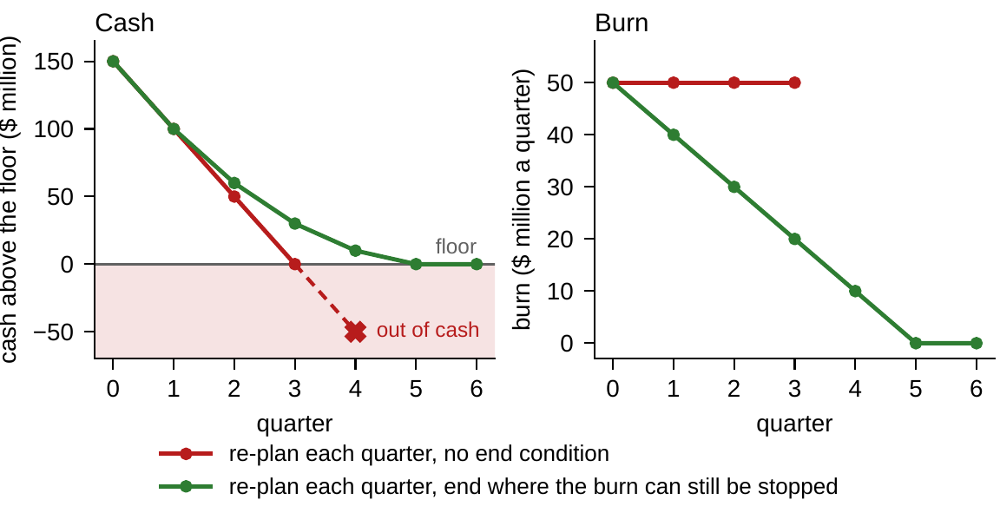 Cash
cash above the floor ($ million)
150
100
50
0
−50
floor
out of cash
0 1 2 3 4 5 6
quarter
Burn
burn ($ million a quarter)
50
40
30
20
10
0
0 1 2 3 4 5 6
quarter
re-plan each quarter, no end condition
re-plan each quarter, end where the burn can still be stopped